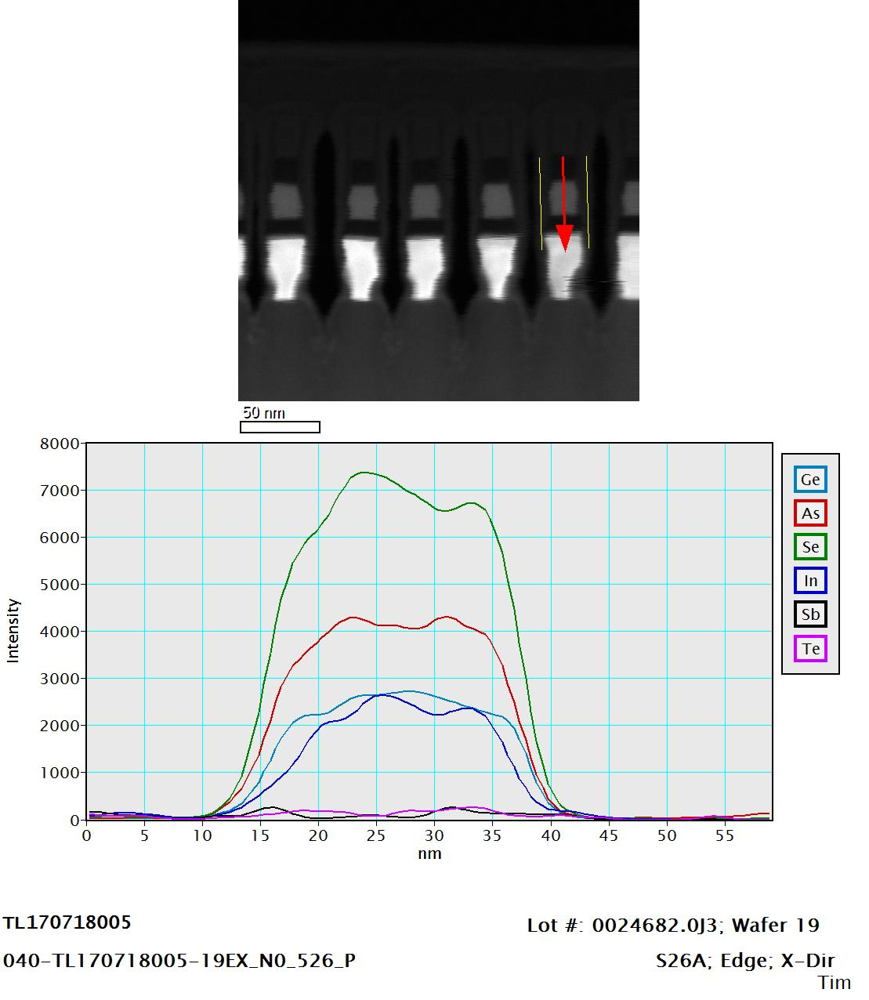 50 nm
8000
7000
6000
5000
4000
3000
2000
1000
0
Intensity
0 5 10 15 20 25 30 35 40 45 50 55
nm
Ge
As
Se
In
Sb
Te
TL170718005
Lot #: 0024682.0J3; Wafer 19
040-TL170718005-19EX_N0_526_P
S26A; Edge; X-Dir
Tim